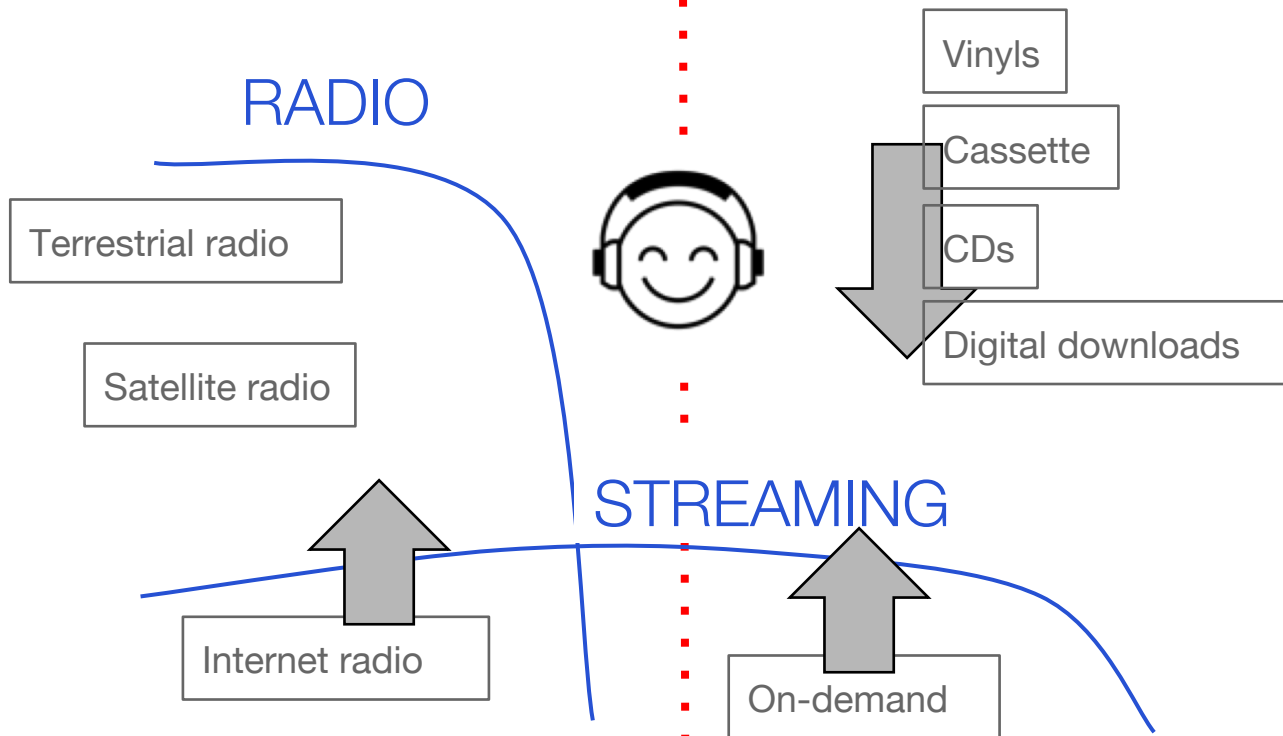 RADIO
Terrestrial radio
Satellite radio
Internet radio
STREAMING
Vinyls
Cassette
CDs
Digital downloads
On-demand